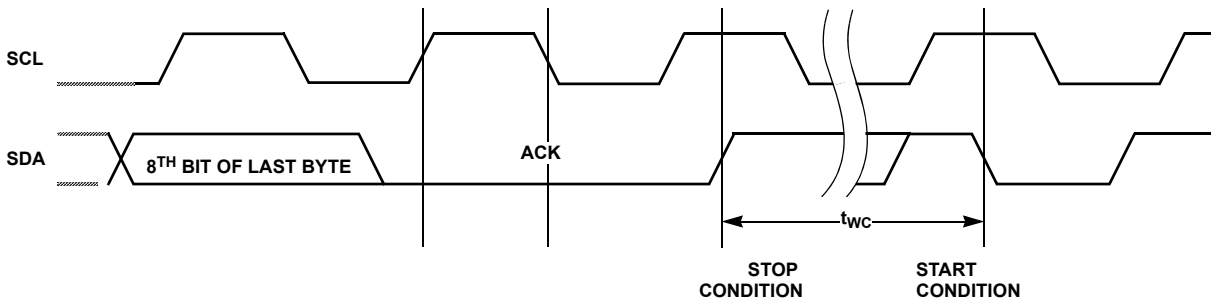 SCL
SDA
8TH BIT OF LAST BYTE
ACK
tWC
STOP
CONDITION
START
CONDITION